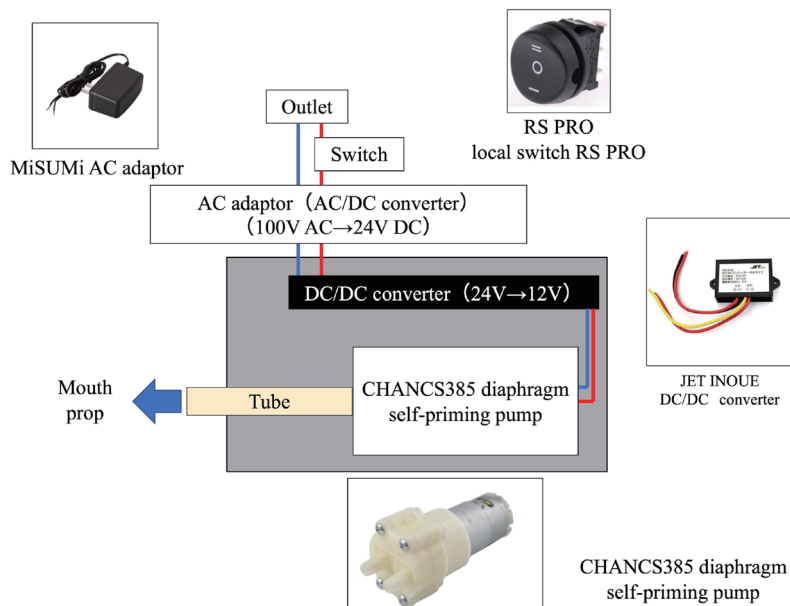 Outlet
Switch
MiSUMi AC adaptor
RS PRO
local switch RS PRO
AC adaptor（AC/DC converter）
（100V AC→24V DC）
DC/DC converter（24V→12V）
JET
JET INOUE
DC/DC converter
Mouth
prop
Tube
CHANCS385 diaphragm
self-priming pump
CHANCS385 diaphragm
self-priming pump